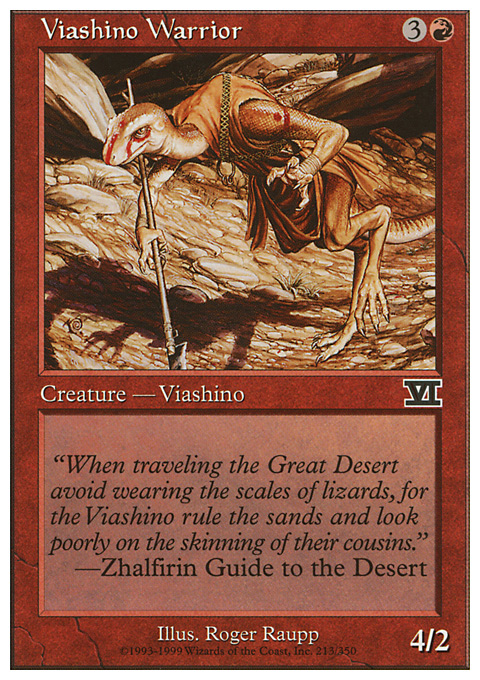 Viashino Warrior 3
Creature — Viashino VI
“When traveling the Great Desert
avoid wearing the scales of lizards, for
the Viashino rule the sands and look
poorly on the skinning of their cousins.”
—Zhalfirin Guide to the Desert
Illus. Roger Raupp
©1993-1999 Wizards of the Coast, Inc. 213/350
4/2